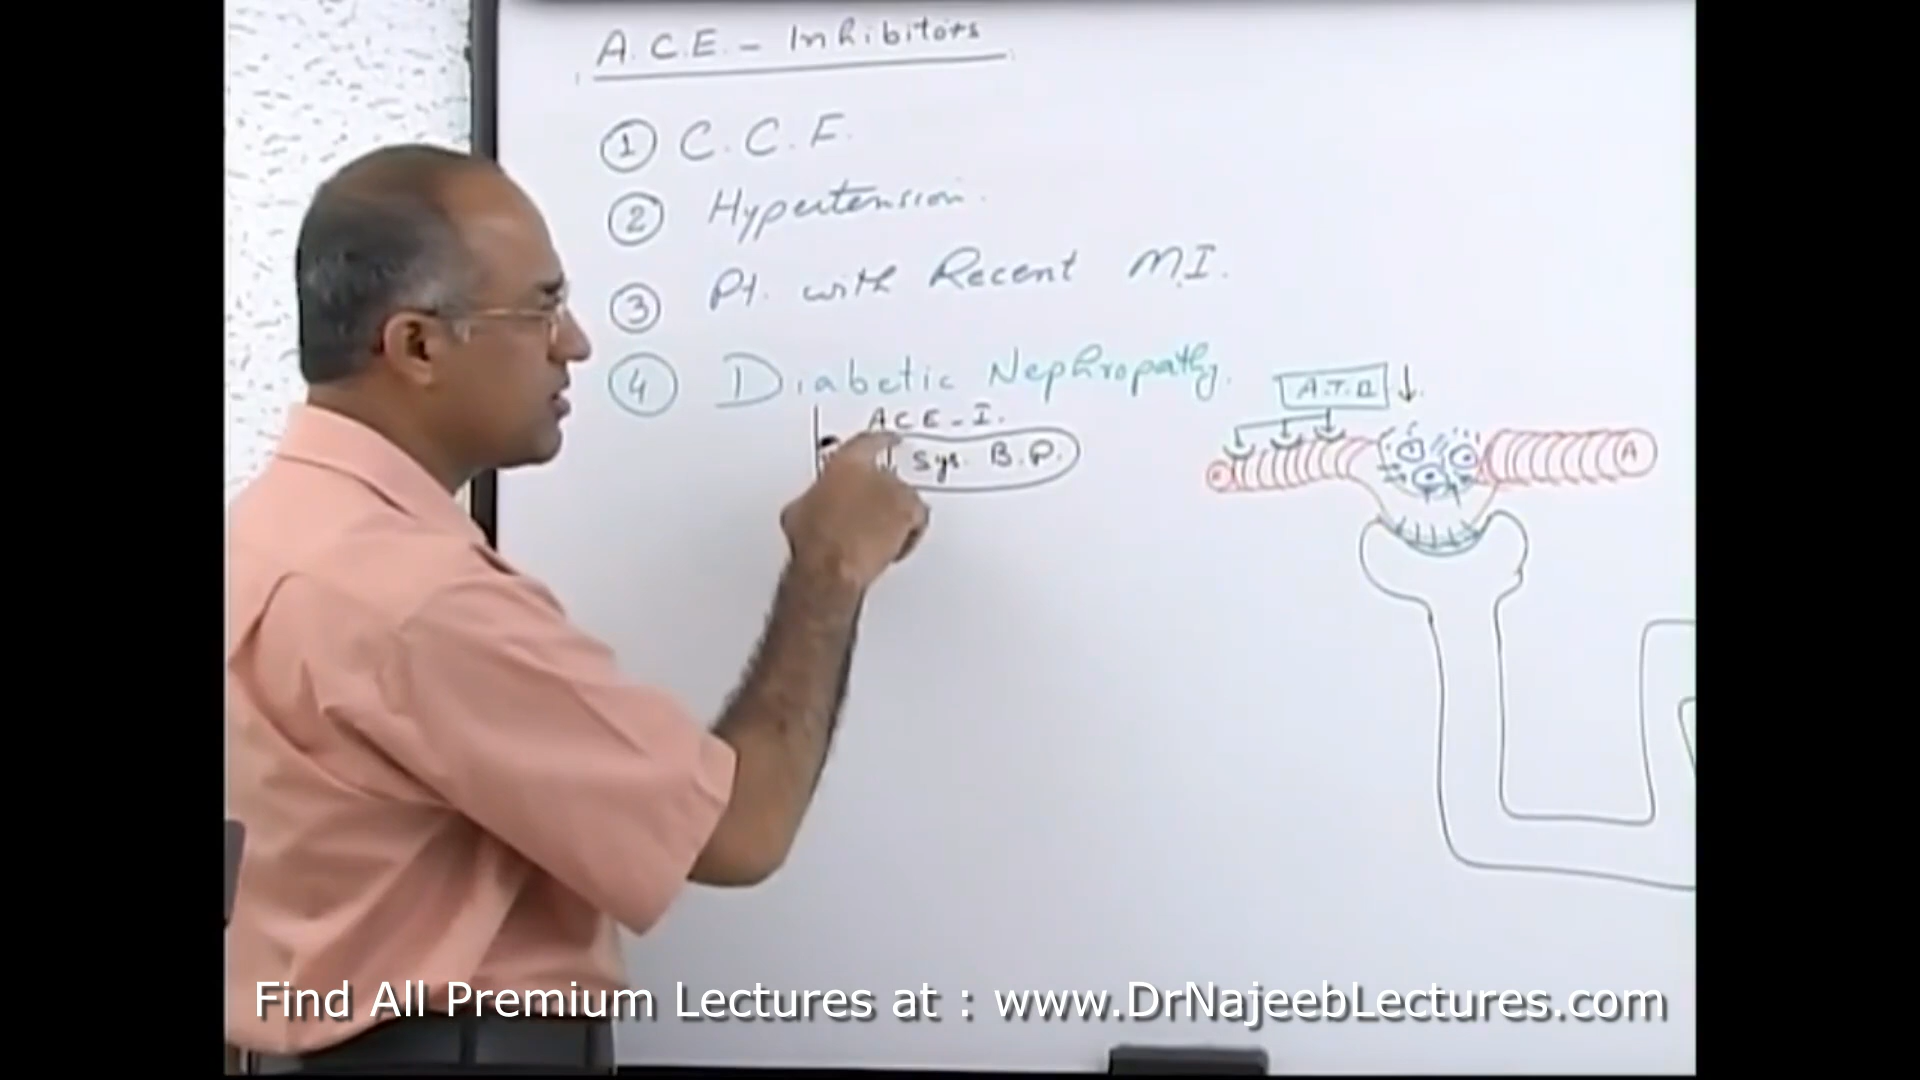 A.C.E. - Inhibitors
① C.C.F.
② Hypertension.
③ Pt. with Recent M.I.
④ Diabetic Nephropathy.
ACE-I.
↓ Sys. B.P.
A.T.II ↓
A
Find All Premium Lectures at : www.DrNajeebLectures.com